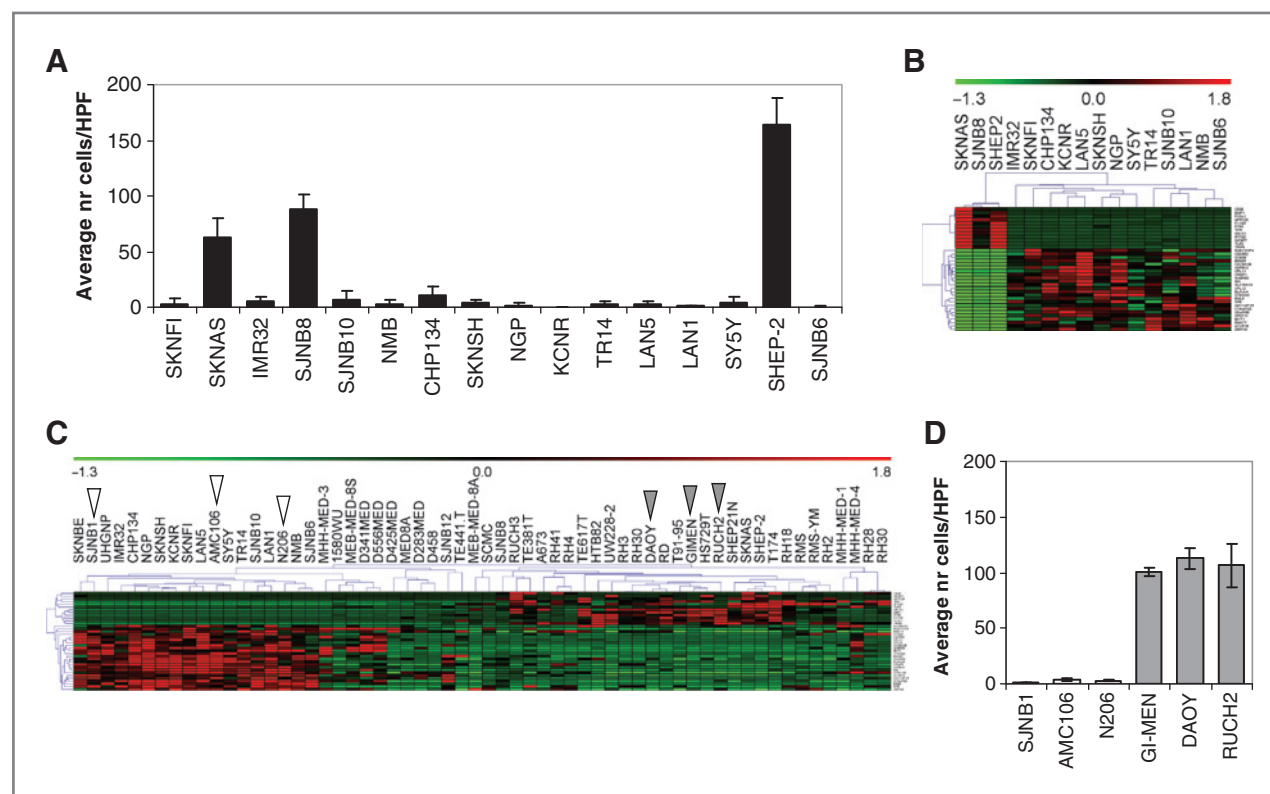 A
Average nr cells/HPF
200
150
100
50
0
SKNFI
SKNAS
IMR32
SJNB8
SJNB10
NMB
CHP134
SKNSH
NGP
KCNR
TR14
LAN5
LAN1
SY5Y
SHEP-2
SJNB6
B
−1.3 0.0 1.8
SKNAS
SJNB8
SHEP2
IMR32
SKNFI
CHP134
KCNR
LAN5
SKNSH
NGP
SY5Y
TR14
SJNB10
LAN1
NMB
SJNB6
C
−1.3 0.0 1.8
SKNBE
SJNB1
UHGNP
IMR32
CHP134
NGP
SKNSH
KCNR
SKNFI
LAN5
AMC106
SY5Y
TR14
SJNB10
LAN1
N206
NMB
SJNB6
MHH-MED-3
1580WU
MEB-MED-8S
D341MED
D556MED
D425MED
MED8A
D283MED
D458
SJNB12
TE441.T
MEB-MED-8A
SCMC
SJNB8
RUCH3
TE381T
A673
RH41
RH4
TE617T
HTB82
UW228-2
RH3
RH30
DAOY
RD
T91-95
GIMEN
HS729T
RUCH2
SHEP21N
SKNAS
SHEP-2
T174
RH18
RMS
RMS-YM
RH2
MHH-MED-1
MHH-MED-4
RH28
RH30
D
Average nr cells/HPF
200
150
100
50
0
SJNB1
AMC106
N206
GI-MEN
DAOY
RUCH2